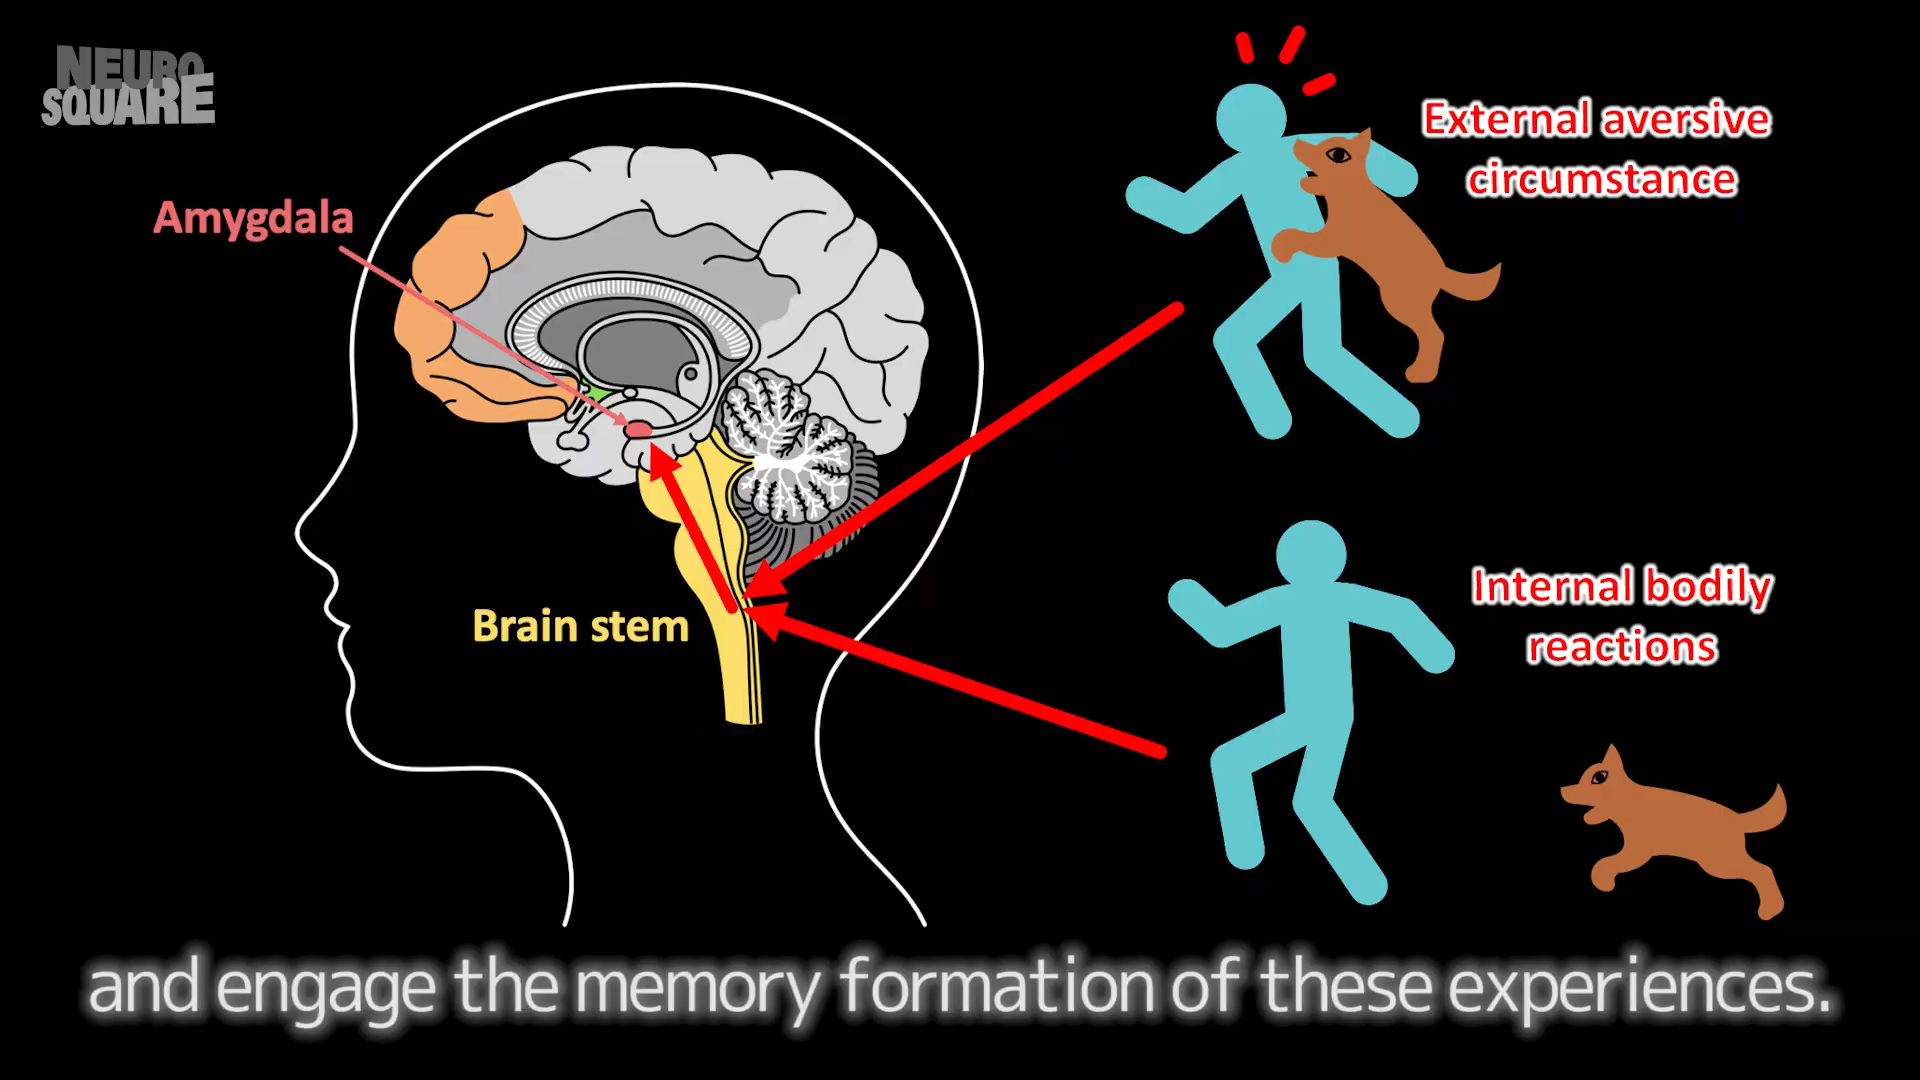 NEURO
SQUARE
Amygdala
External aversive
circumstance
Brain stem
Internal bodily
reactions
and engage the memory formation of these experiences.